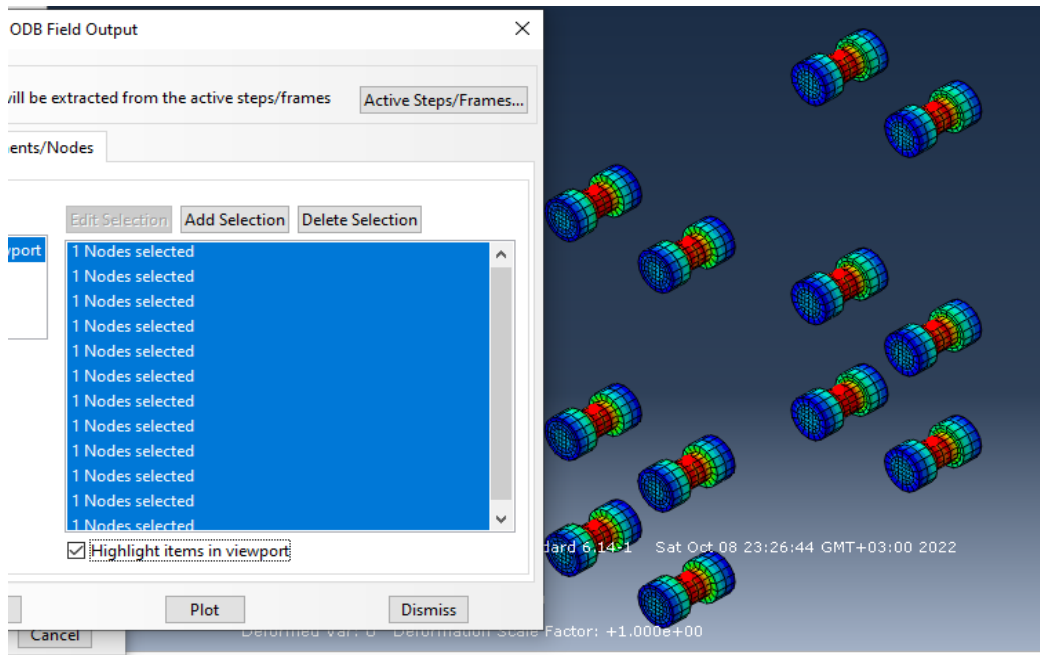 ODB Field Output
will be extracted from the active steps/frames
Active Steps/Frames...
ents/Nodes
Edit Selection
Add Selection
Delete Selection
port
1 Nodes selected
1 Nodes selected
1 Nodes selected
1 Nodes selected
1 Nodes selected
1 Nodes selected
1 Nodes selected
1 Nodes selected
1 Nodes selected
1 Nodes selected
1 Nodes selected
1 Nodes selected
Highlight items in viewport
dard 6.14-1 Sat Oct 08 23:26:44 GMT+03:00 2022
Plot
Dismiss
Cancel
Deformed Var: U Deformation Scale Factor: +1.000e+00